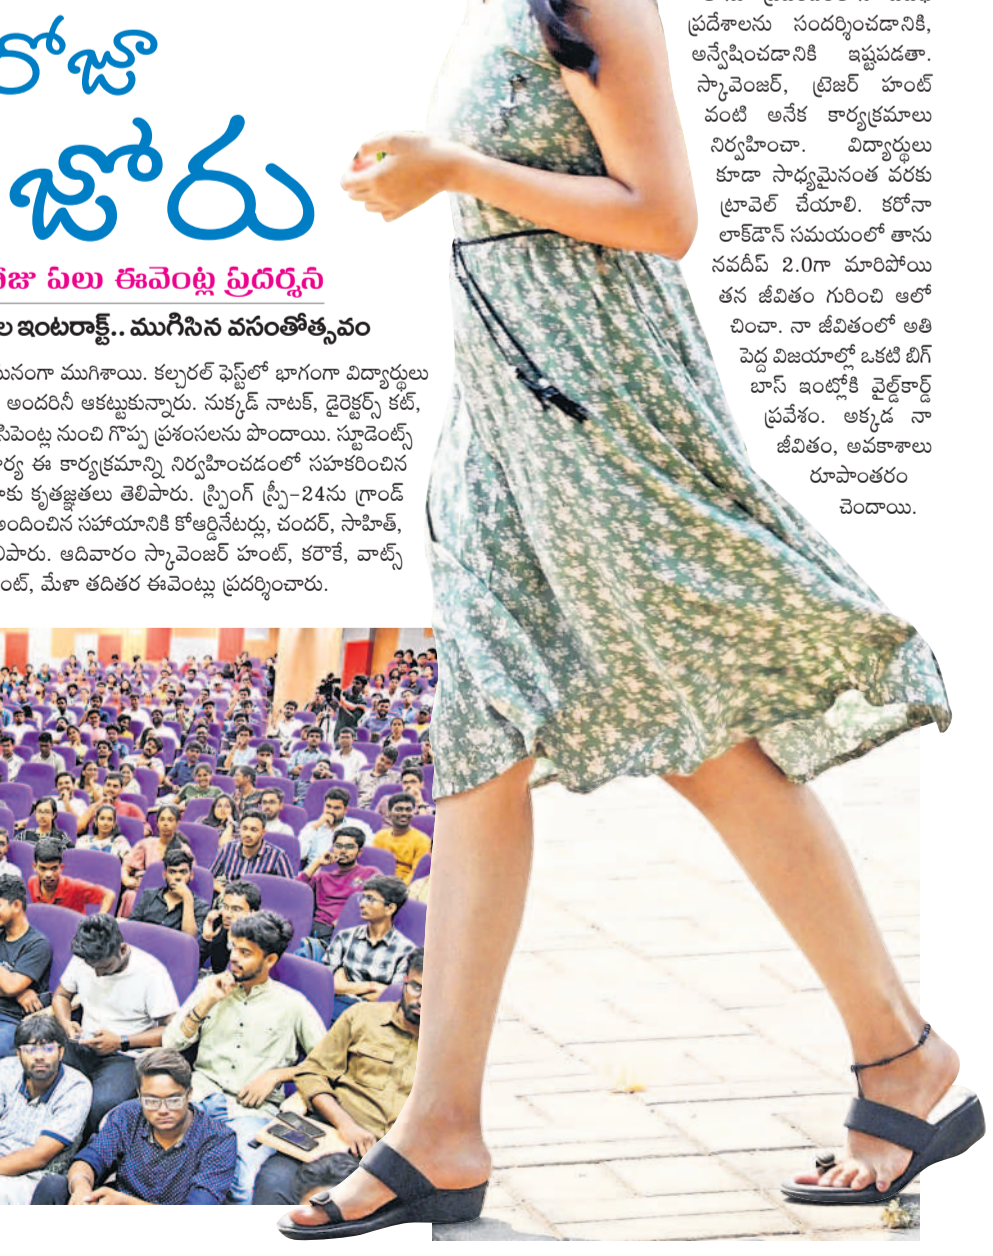 రోజూ
జోరు
ఏలు ఈవెంట్ల ప్రదర్శన
ఇంటరాక్ట్.. ముగిసిన వసంతోత్సవం
ముగిశాయి. కల్చరల్ ఫెస్ట్‌లో భాగంగా విద్యార్థులు
అందరినీ ఆకట్టుకున్నారు. నుక్కడ్ నాటక్, డైరెక్టర్స్ కట్,
నుంచి గొప్ప ప్రశంసలను పొందాయి. స్టూడెంట్స్
ఈ కార్యక్రమాన్ని నిర్వహించడంలో సహకరించిన
కృతజ్ఞతలు తెలిపారు. స్ప్రింగ్ స్ప్రీ-24ను గ్రాండ్
అందించిన సహాయానికి కోఆర్డినేటర్లు, చందర్, సాహిత్,
ఆదివారం స్కావెంజర్ హంట్, కరౌకే, వాట్స్
మేళా తదితర ఈవెంట్లు ప్రదర్శించారు.
ప్రదేశాలను సందర్శించడానికి,
అన్వేషించడానికి ఇష్టపడతా.
స్కావెంజర్, ట్రెజర్ హంట్
వంటి అనేక కార్యక్రమాలు
నిర్వహించా. విద్యార్థులు
కూడా సాధ్యమైనంత వరకు
ట్రావెల్ చేయాలి. కరోనా
లాక్‌డౌన్ సమయంలో తాను
నవదీప్ 2.0గా మారిపోయి
తన జీవితం గురించి ఆలో
చించా. నా జీవితంలో అతి
పెద్ద విజయాల్లో ఒకటి బిగ్
బాస్ ఇంట్లోకి వైల్డ్‌కార్డ్
ప్రవేశం. అక్కడ నా
జీవితం, అవకాశాలు
రూపాంతరం
చెందాయి.